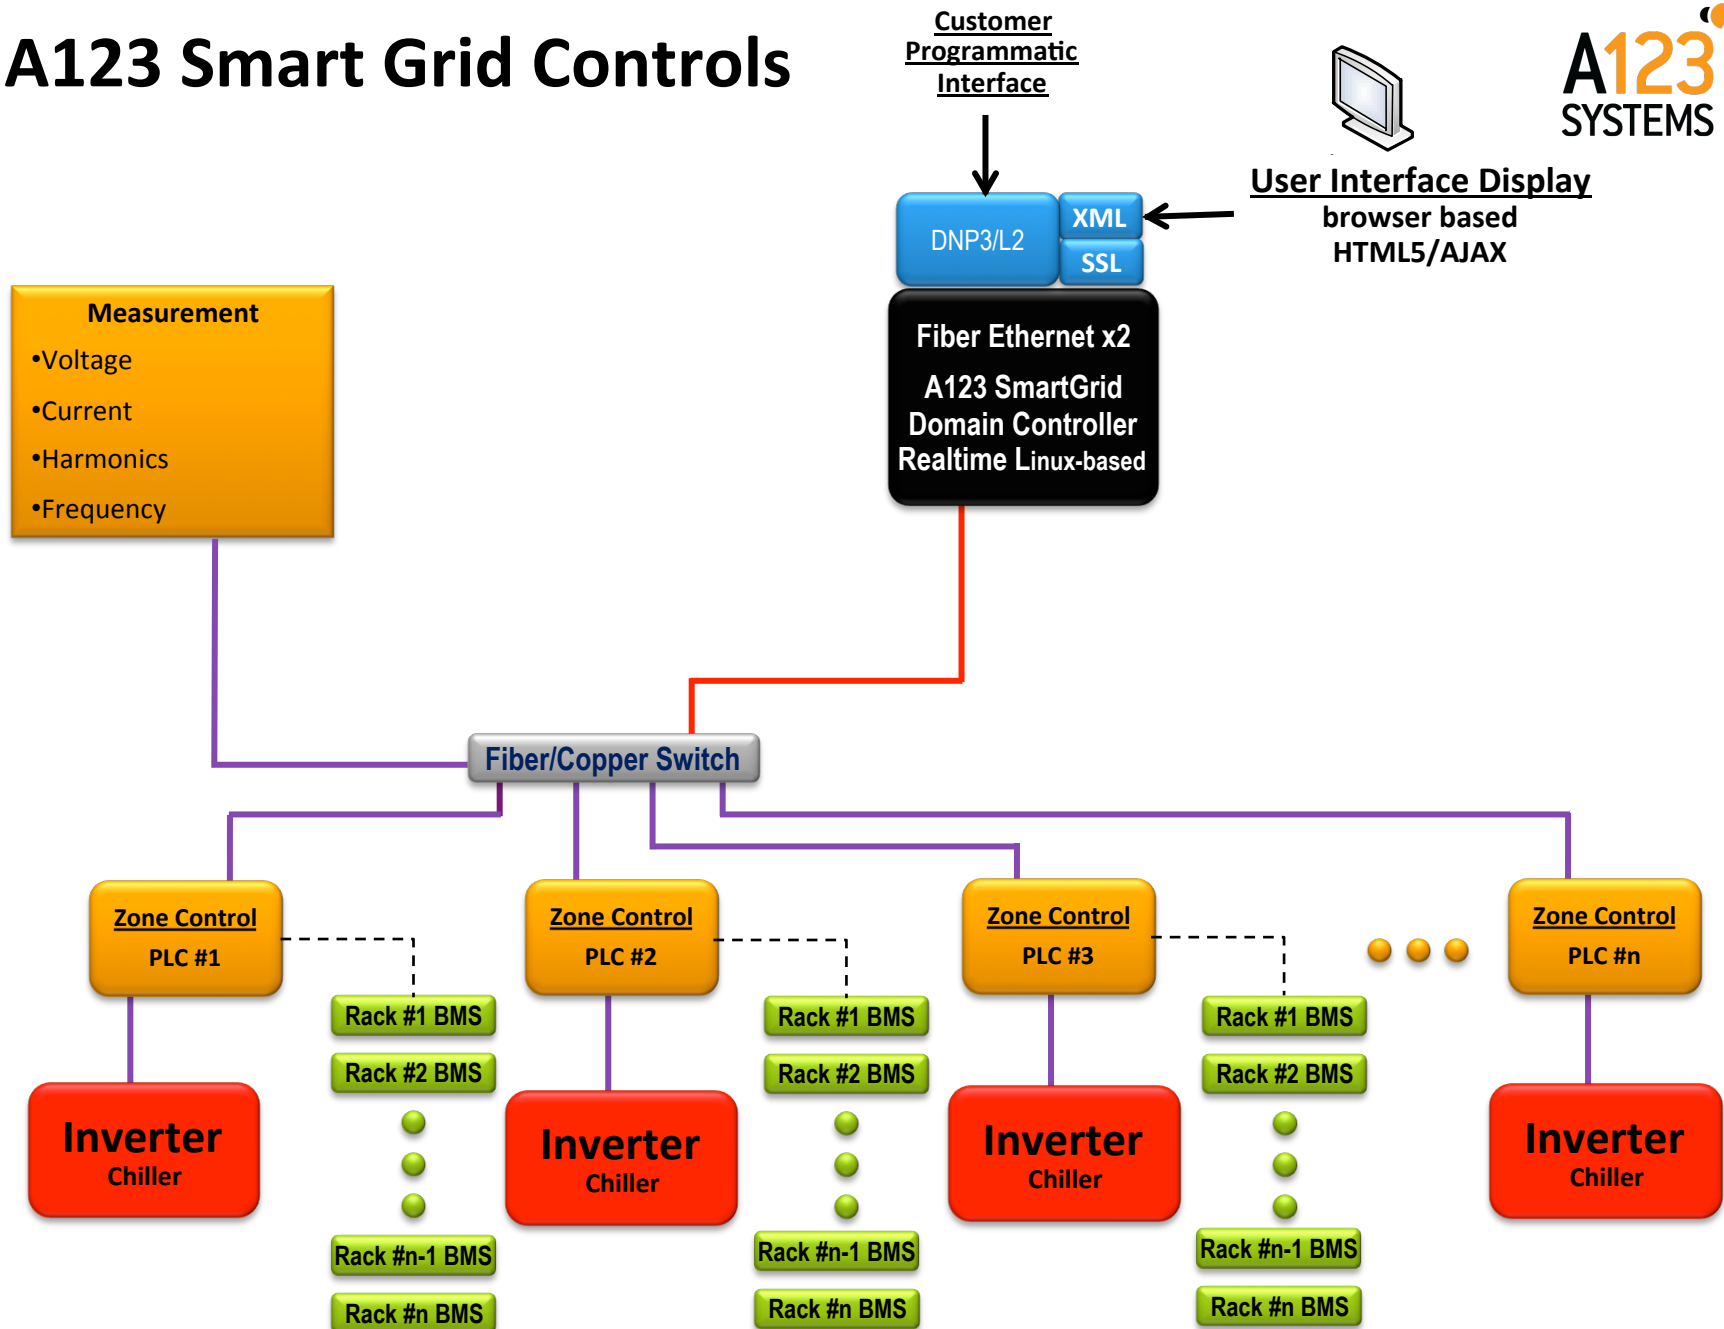 A123 Smart Grid Controls
Customer
Programmatic
Interface
A123
SYSTEMS
User Interface Display
browser based
HTML5/AJAX
DNP3/L2
XML
SSL
Fiber Ethernet x2
A123 SmartGrid
Domain Controller
Realtime Linux-based
Measurement
•Voltage
•Current
•Harmonics
•Frequency
Fiber/Copper Switch
Zone Control
PLC #1
Zone Control
PLC #2
Zone Control
PLC #3
Zone Control
PLC #n
Rack #1 BMS
Rack #2 BMS
Rack #n-1 BMS
Rack #n BMS
Rack #1 BMS
Rack #2 BMS
Rack #n-1 BMS
Rack #n BMS
Rack #1 BMS
Rack #2 BMS
Rack #n-1 BMS
Rack #n BMS
Inverter
Chiller
Inverter
Chiller
Inverter
Chiller
Inverter
Chiller